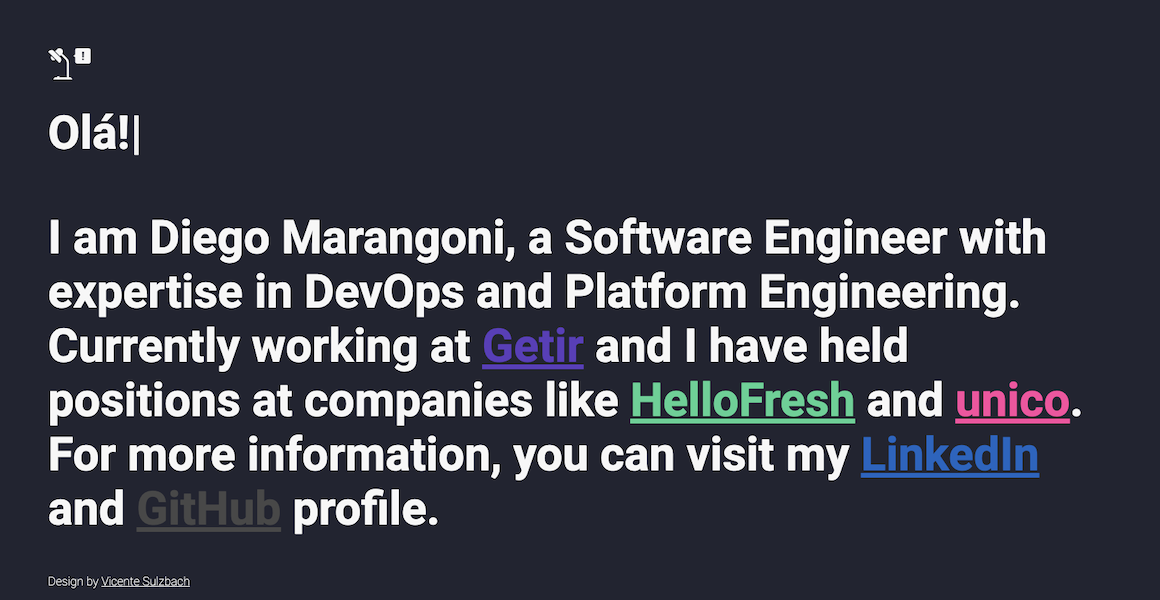 !
Olá!|
I am Diego Marangoni, a Software Engineer with
expertise in DevOps and Platform Engineering.
Currently working at Getir and I have held
positions at companies like HelloFresh and unico.
For more information, you can visit my LinkedIn
and GitHub profile.
Design by Vicente Sulzbach